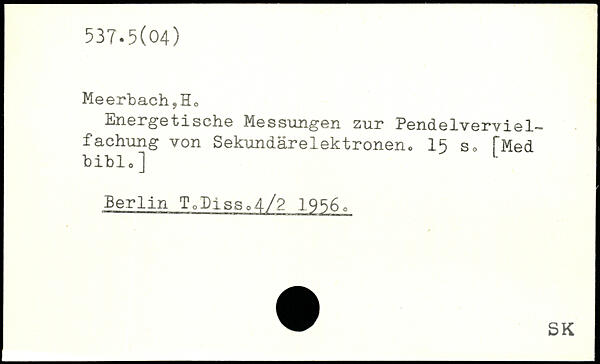 537.5(04)
Meerbach,H.
Energetische Messungen zur Pendelverviel-
fachung von Sekundärelektronen. 15 s. [Med
bibl.]
Berlin T.Diss.4/2 1956.
SK